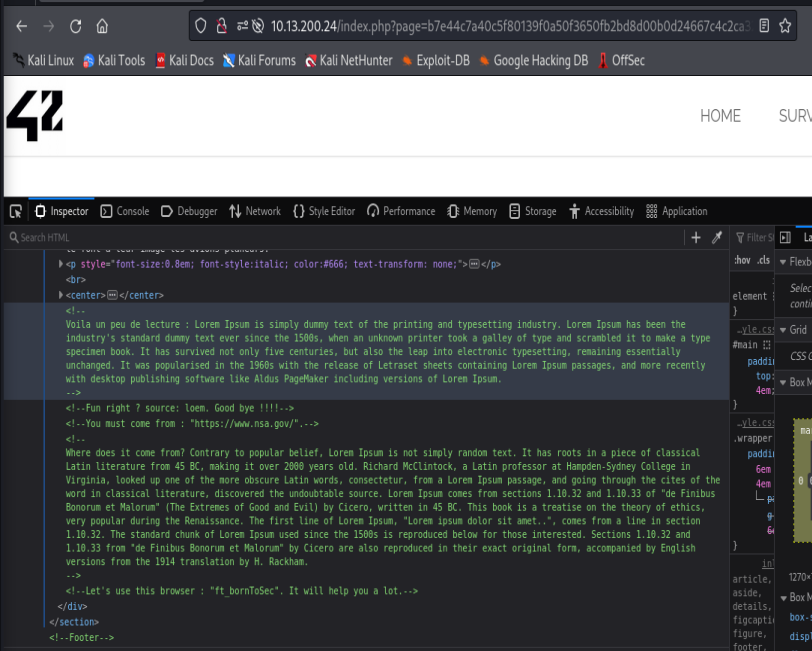 10.13.200.24/index.php?page=b7e44c7a40c5f80139f0a50f3650fb2bd8d00b0d24667c4c2ca3
Kali Linux Kali Tools Kali Docs Kali Forums Kali NetHunter Exploit-DB Google Hacking DB OffSec
42
HOME SURV
Inspector Console Debugger Network Style Editor Performance Memory Storage Accessibility Application
Search HTML
<p style="font-size:0.8em; font-style:italic; color:#666; text-transform: none;"></p>
<br>
<center></center>
<!--
Voila un peu de lecture : Lorem Ipsum is simply dummy text of the printing and typesetting industry. Lorem Ipsum has been the
industry's standard dummy text ever since the 1500s, when an unknown printer took a galley of type and scrambled it to make a type
specimen book. It has survived not only five centuries, but also the leap into electronic typesetting, remaining essentially
unchanged. It was popularised in the 1960s with the release of Letraset sheets containing Lorem Ipsum passages, and more recently
with desktop publishing software like Aldus PageMaker including versions of Lorem Ipsum.
-->
<!--Fun right ? source: loem. Good bye !!!!-->
<!--You must come from : "https://www.nsa.gov/".-->
<!--
Where does it come from? Contrary to popular belief, Lorem Ipsum is not simply random text. It has roots in a piece of classical
Latin literature from 45 BC, making it over 2000 years old. Richard McClintock, a Latin professor at Hampden-Sydney College in
Virginia, looked up one of the more obscure Latin words, consectetur, from a Lorem Ipsum passage, and going through the cites of the
word in classical literature, discovered the undoubtable source. Lorem Ipsum comes from sections 1.10.32 and 1.10.33 of "de Finibus
Bonorum et Malorum" (The Extremes of Good and Evil) by Cicero, written in 45 BC. This book is a treatise on the theory of ethics,
very popular during the Renaissance. The first line of Lorem Ipsum, "Lorem ipsum dolor sit amet..", comes from a line in section
1.10.32. The standard chunk of Lorem Ipsum used since the 1500s is reproduced below for those interested. Sections 1.10.32 and
1.10.33 from "de Finibus Bonorum et Malorum" by Cicero are also reproduced in their exact original form, accompanied by English
versions from the 1914 translation by H. Rackham.
-->
<!--Let's use this browser : "ft_bornToSec". It will help you a lot.-->
</div>
</section>
<!--Footer-->
Filter S
:hov .cls
element {
}
…yle.css
#main {
paddin
top:
4em;
}
…yle.css
.wrapper
paddin
6em
4em
}
article,
aside,
details,
figcaptio
figure,
footer,
La
Flexb
Selec
contin
Grid
CSS G
Box M
ma
0
1270×
Box M
box-s
displ